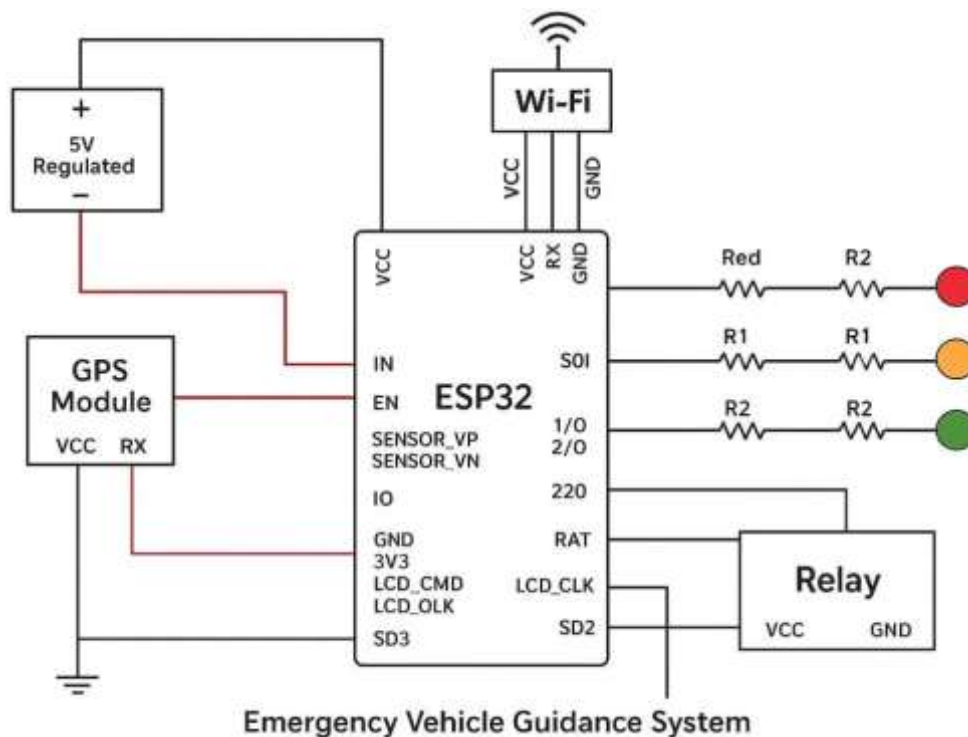 Wi-Fi
+
5V
Regulated
−
VCC
GND
VCC
VCC
RX
GND
Red
R2
GPS
Module
VCC
RX
IN
EN
SENSOR_VP
SENSOR_VN
IO
GND
3V3
LCD_CMD
LCD_OLK
SD3
ESP32
S0I
R1
R1
1/O
2/O
R2
R2
220
RAT
LCD_CLK
SD2
Relay
VCC
GND
Emergency Vehicle Guidance System